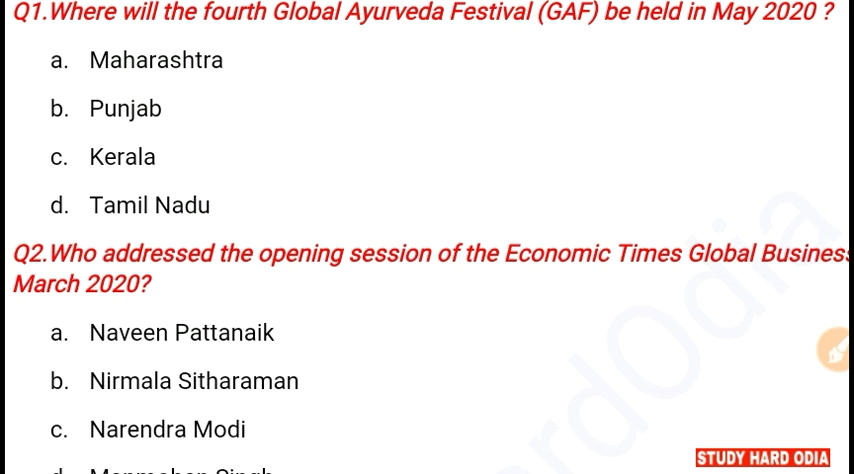 Q1.Where will the fourth Global Ayurveda Festival (GAF) be held in May 2020 ?
a. Maharashtra
b. Punjab
c. Kerala
d. Tamil Nadu
Q2.Who addressed the opening session of the Economic Times Global Business
March 2020?
a. Naveen Pattanaik
b. Nirmala Sitharaman
c. Narendra Modi
STUDY HARD ODIA